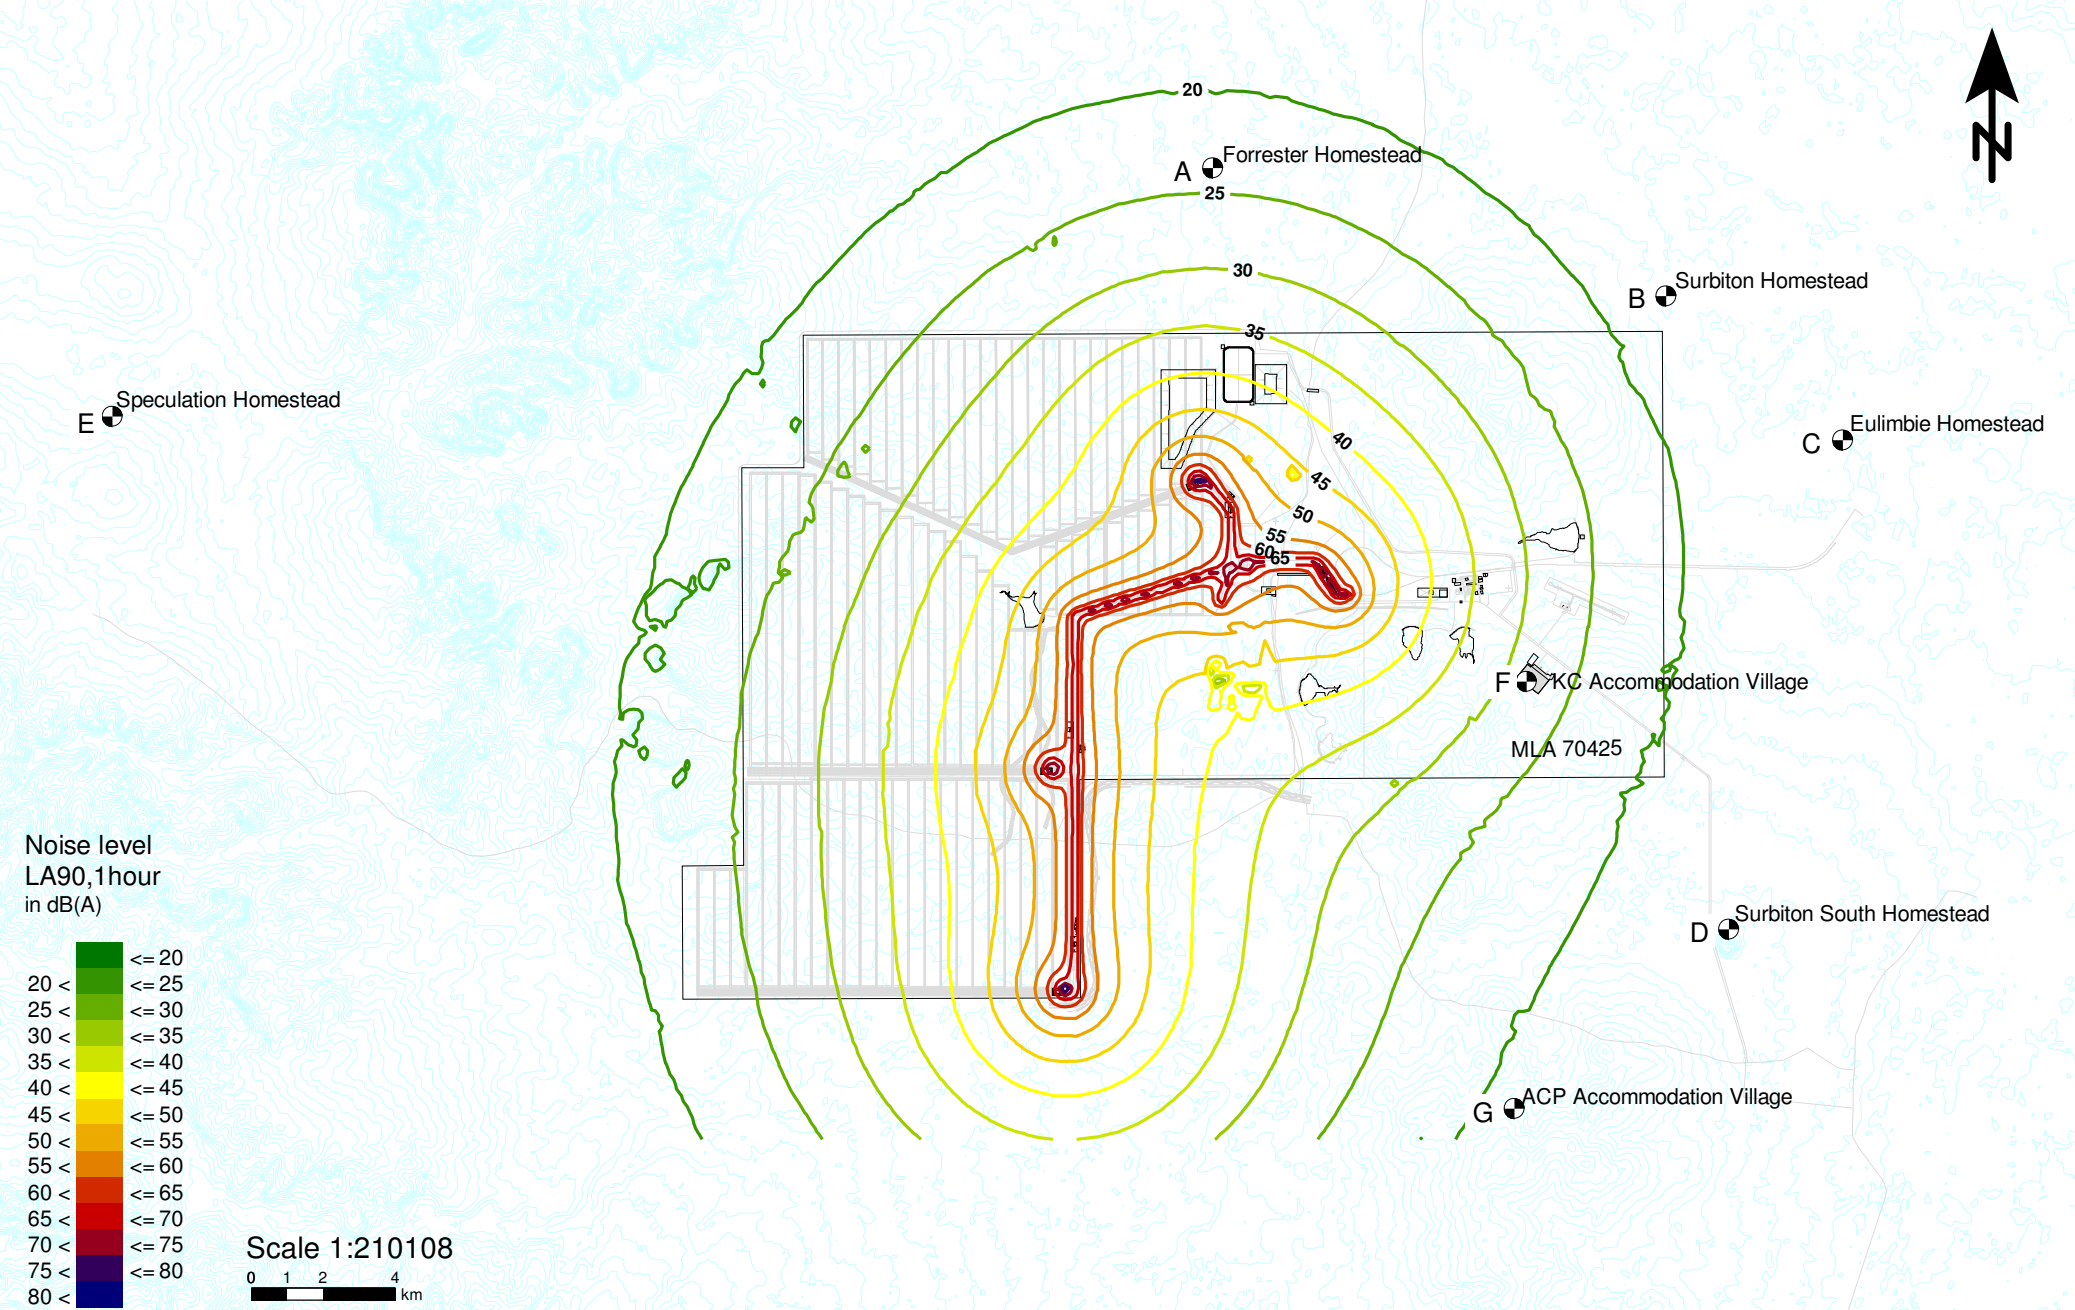 20
A Forrester Homestead
25
N
30
B Surbiton Homestead
35
E Speculation Homestead
40
C Eulimbie Homestead
45
50
55
60 65
F KC Accommodation Village
MLA 70425
Noise level
LA90,1hour
in dB(A)
D Surbiton South Homestead
<= 20
20 < <= 25
25 < <= 30
30 < <= 35
35 < <= 40
40 < <= 45
45 < <= 50
50 < <= 55
55 < <= 60
60 < <= 65
65 < <= 70
70 < <= 75
75 < <= 80
80 <
G ACP Accommodation Village
Scale 1:210108
0 1 2 4
km